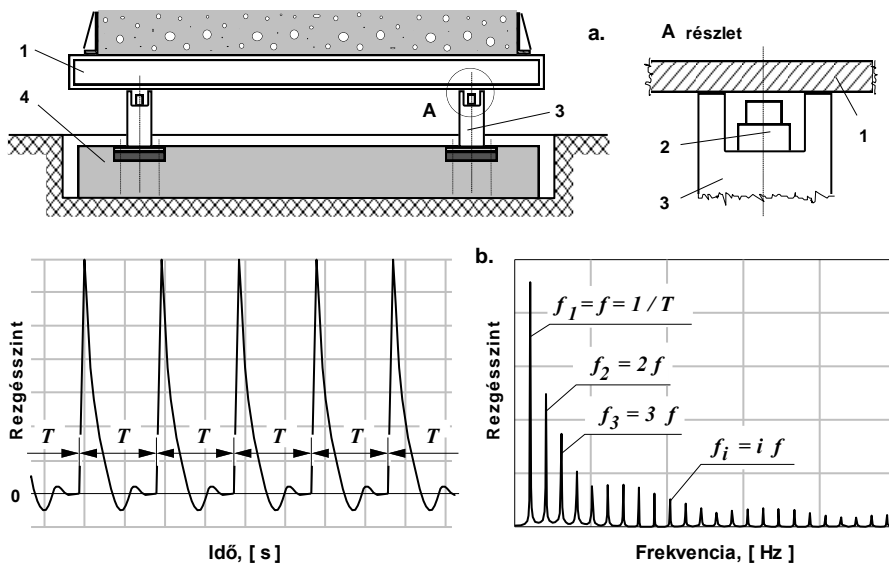 a.
A részlet
1
4
A
3
1
2
3
b.
Rezgésszint
T T T T T T
0
Idő, [ s ]
Rezgésszint
f1 = f = 1 / T
f2 = 2 f
f3 = 3 f
fi = i f
Frekvencia, [ Hz ]